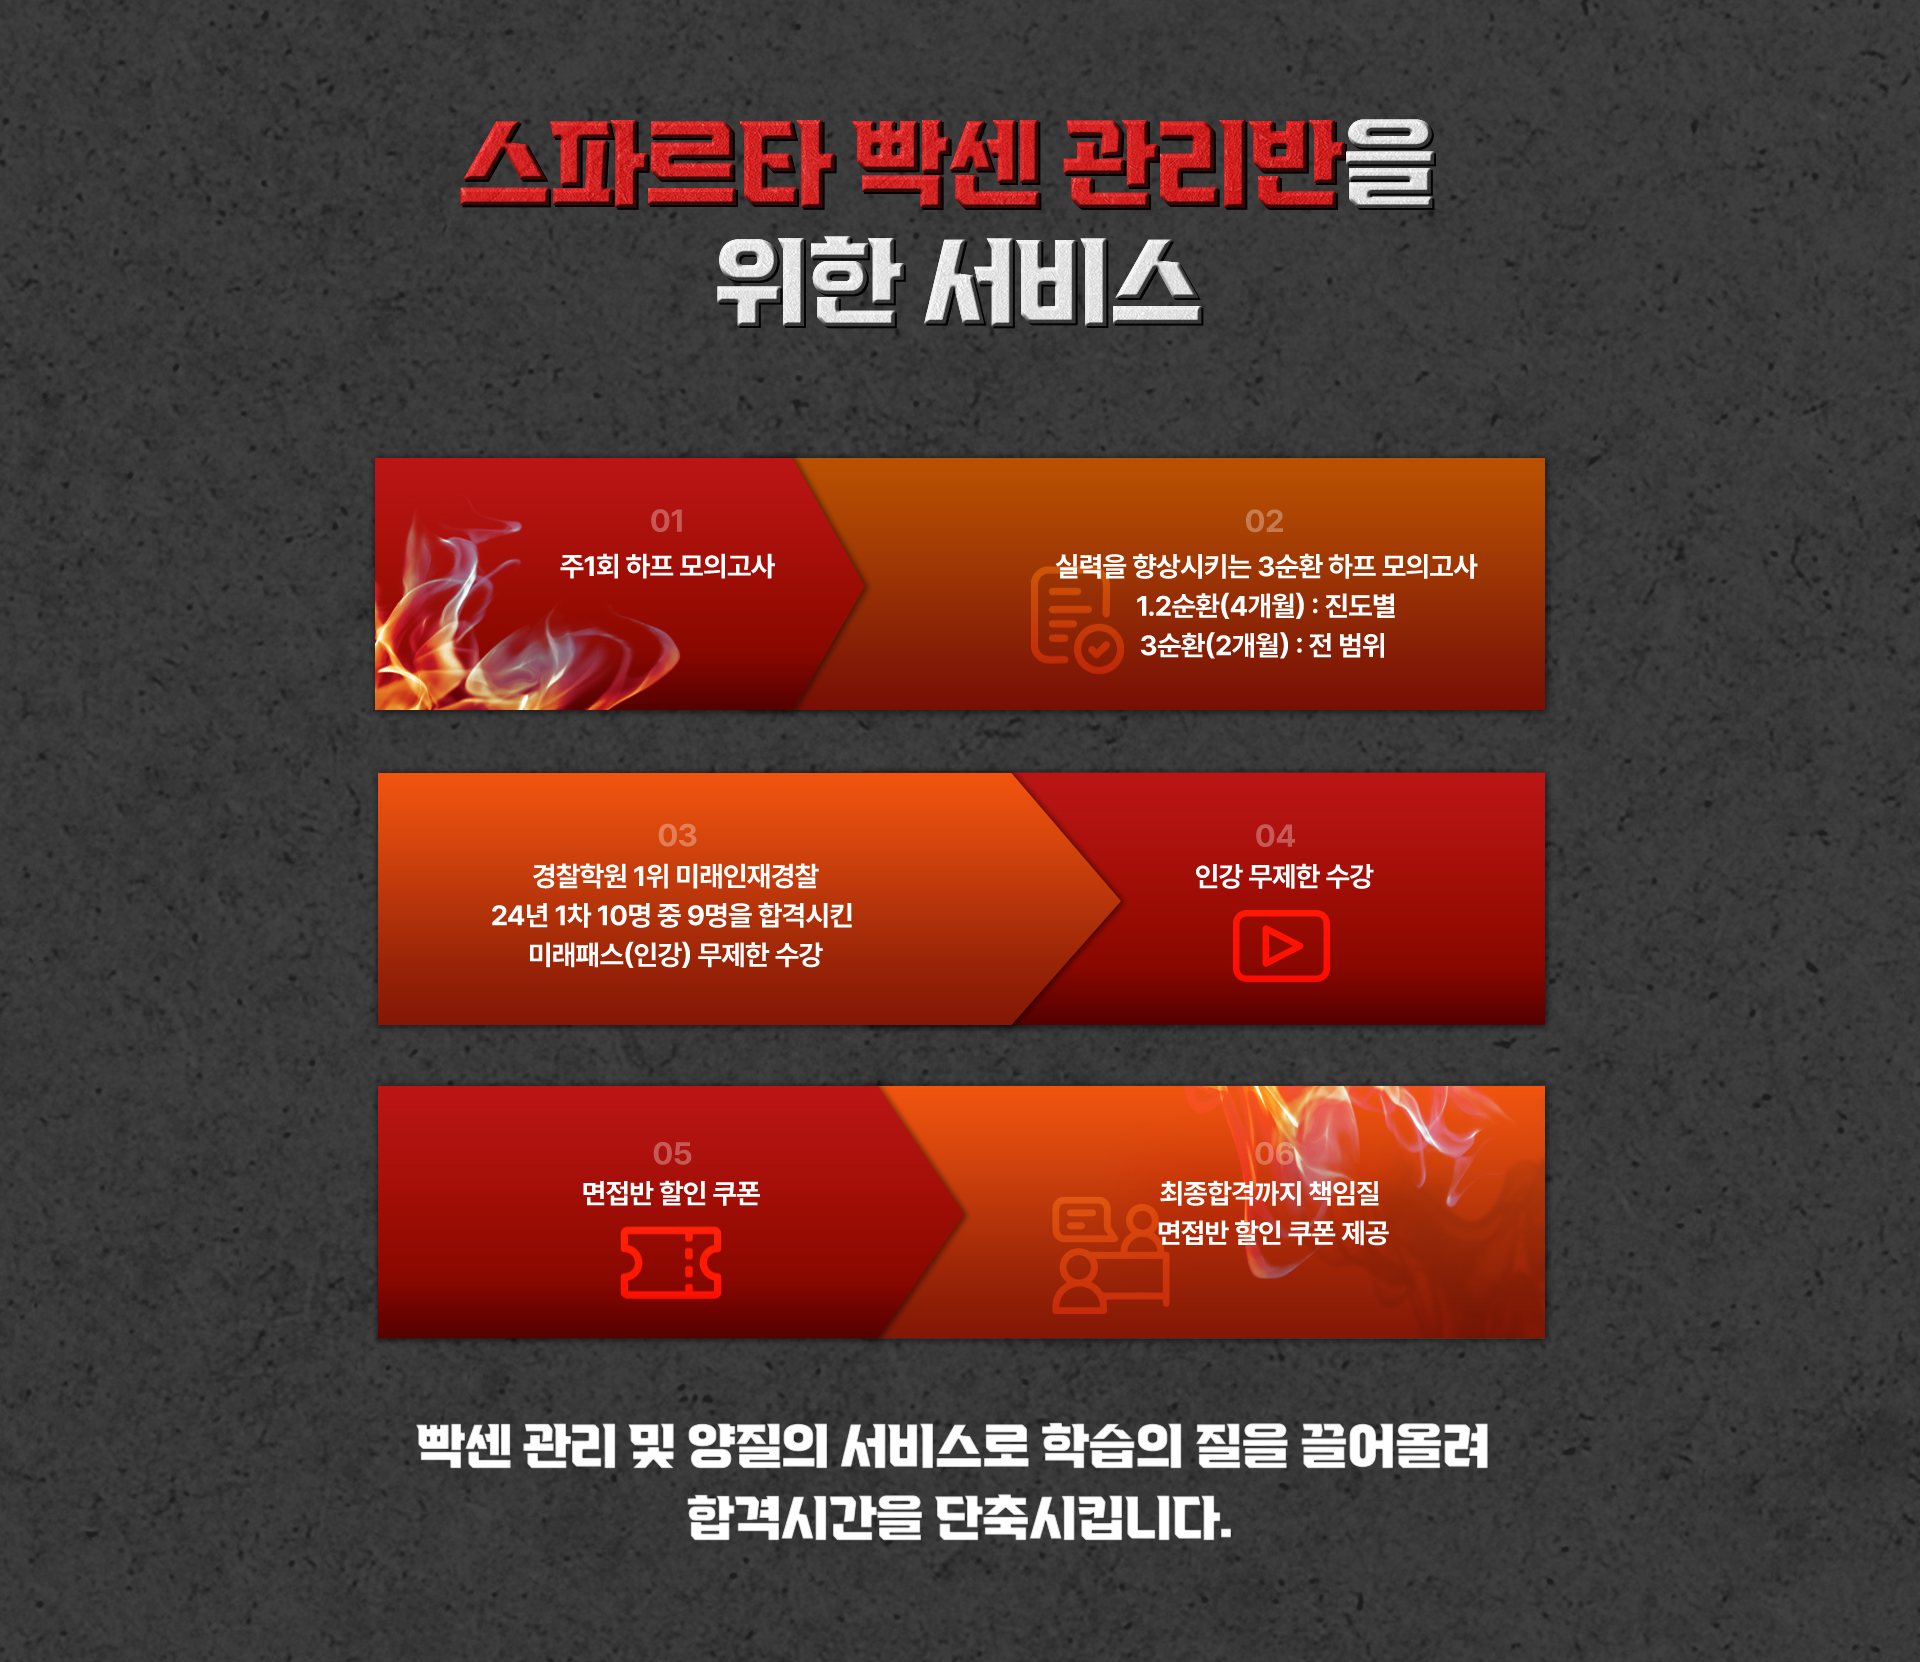 스파르타 빡센 관리반을
위한 서비스
01
주1회 하프 모의고사
02
실력을 향상시키는 3순환 하프 모의고사
1.2순환(4개월) : 진도별
3순환(2개월) : 전 범위
03
경찰학원 1위 미래인재경찰
24년 1차 10명 중 9명을 합격시킨
미래패스(인강) 무제한 수강
04
인강 무제한 수강
05
면접반 할인 쿠폰
06
최종합격까지 책임질
면접반 할인 쿠폰 제공
빡센 관리 및 양질의 서비스로 학습의 질을 끌어올려
합격시간을 단축시킵니다.